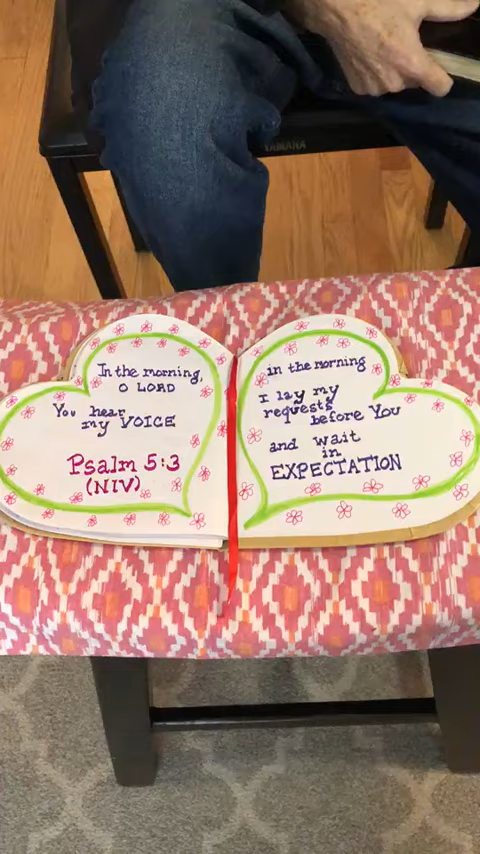 YAMAHA
In the morning,
O LORD
You hear
my VOICE
Psalm 5:3
(NIV)
in the morning
I lay my
requests
before You
and wait
in
EXPECTATION